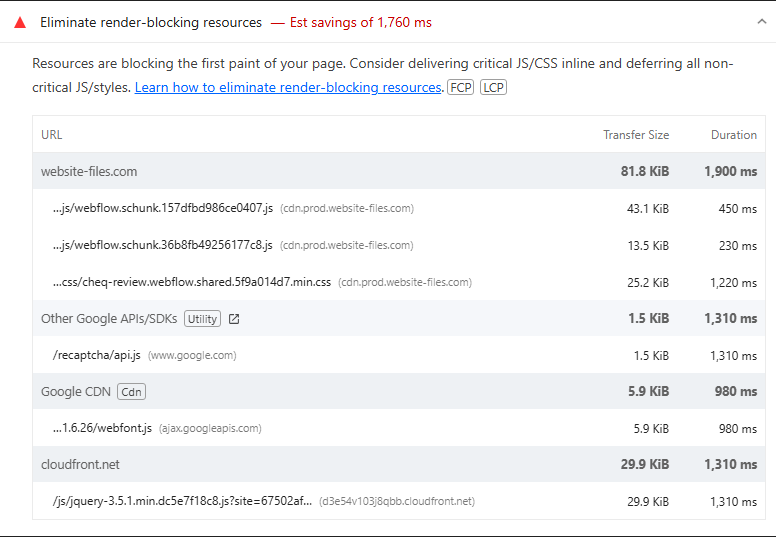 Eliminate render-blocking resources — Est savings of 1,760 ms
Resources are blocking the first paint of your page. Consider delivering critical JS/CSS inline and deferring all non-
critical JS/styles. Learn how to eliminate render-blocking resources. FCP LCP
URL Transfer Size Duration
website-files.com 81.8 KiB 1,900 ms
...js/webflow.schunk.157dfbd986ce0407.js (cdn.prod.website-files.com) 43.1 KiB 450 ms
...js/webflow.schunk.36b8fb49256177c8.js (cdn.prod.website-files.com) 13.5 KiB 230 ms
...css/cheq-review.webflow.shared.5f9a014d7.min.css (cdn.prod.website-files.com) 25.2 KiB 1,220 ms
Other Google APIs/SDKs Utility 1.5 KiB 1,310 ms
/recaptcha/api.js (www.google.com) 1.5 KiB 1,310 ms
Google CDN Cdn 5.9 KiB 980 ms
...1.6.26/webfont.js (ajax.googleapis.com) 5.9 KiB 980 ms
cloudfront.net 29.9 KiB 1,310 ms
/js/jquery-3.5.1.min.dc5e7f18c8.js?site=67502af... (d3e54v103j8qbb.cloudfront.net) 29.9 KiB 1,310 ms